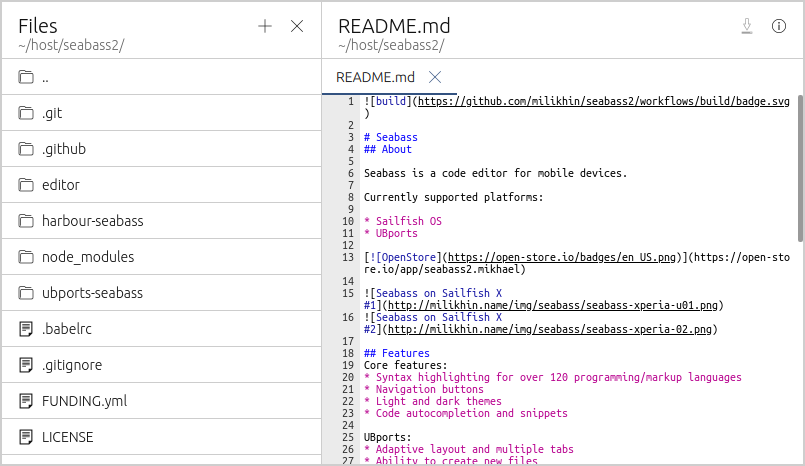 Files
~/host/seabass2/
..
.git
.github
editor
harbour-seabass
node_modules
ubports-seabass
.babelrc
.gitignore
FUNDING.yml
LICENSE
README.md
~/host/seabass2/
README.md
1 ![build](https://github.com/milikhin/seabass2/workflows/build/badge.svg
)
2
3 # Seabass
4 ## About
5
6 Seabass is a code editor for mobile devices.
7
8 Currently supported platforms:
9
10 * Sailfish OS
11 * UBports
12
13 [![OpenStore](https://open-store.io/badges/en_US.png)](https://open-sto
re.io/app/seabass2.mikhael)
14
15 ![Seabass on Sailfish X
#1](http://milikhin.name/img/seabass/seabass-xperia-u01.png)
16 ![Seabass on Sailfish X
#2](http://milikhin.name/img/seabass/seabass-xperia-02.png)
17
18 ## Features
19 Core features:
20 * Syntax highlighting for over 120 programming/markup languages
21 * Navigation buttons
22 * Light and dark themes
23 * Code autocompletion and snippets
24
25 UBports:
26 * Adaptive layout and multiple tabs
27 * Ability to create new files